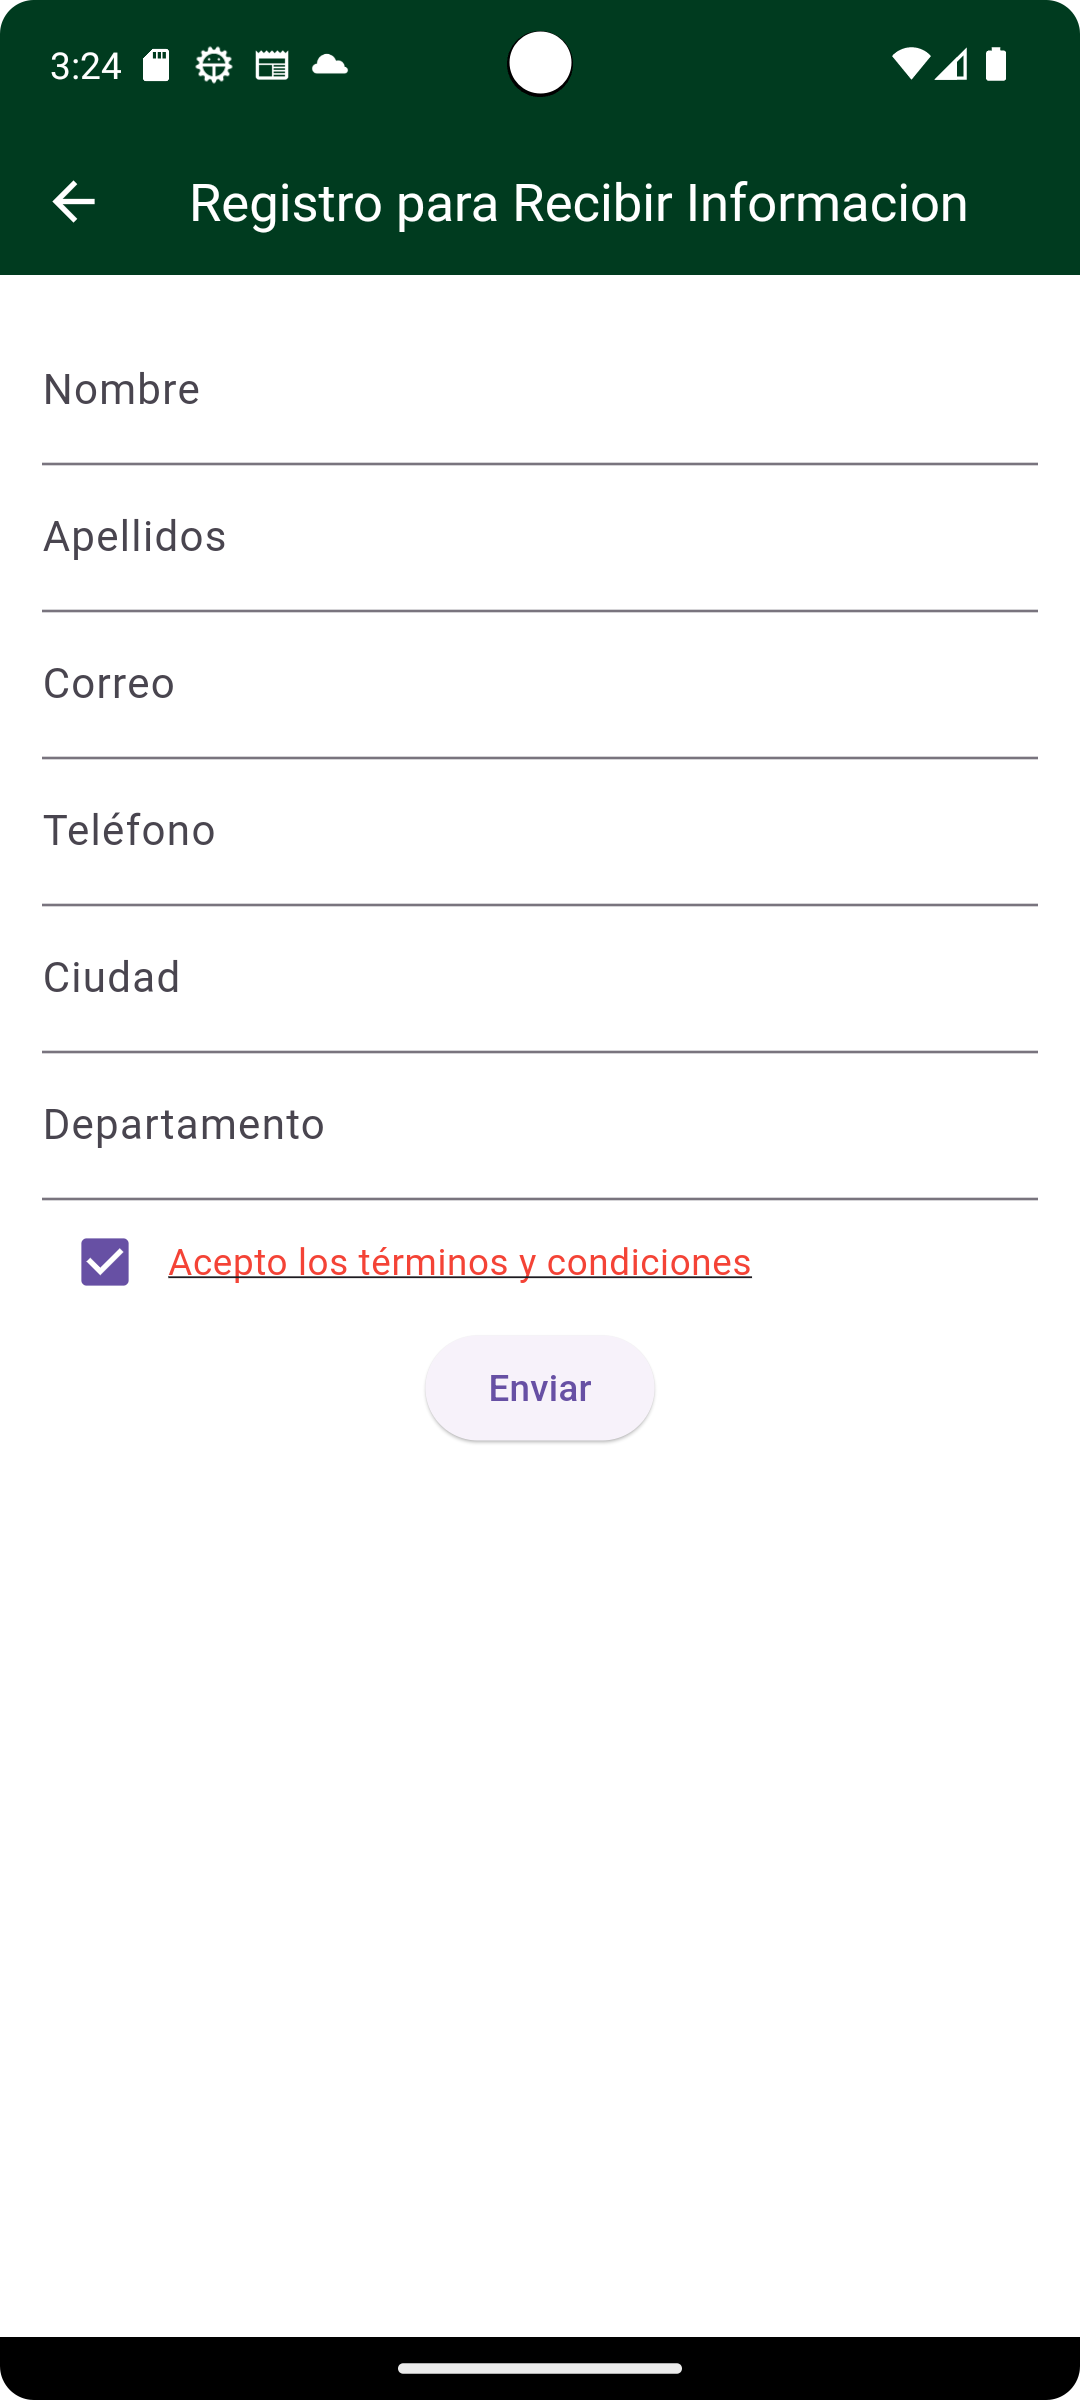 3:24
Registro para Recibir Informacion
Nombre
Apellidos
Correo
Teléfono
Ciudad
Departamento
Acepto los términos y condiciones
Enviar